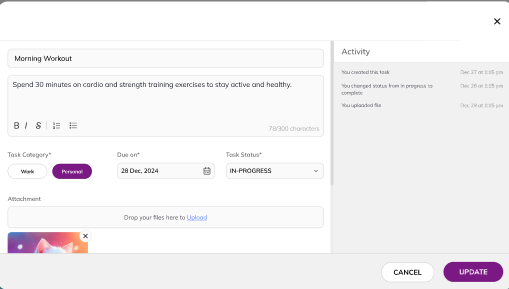 Morning Workout
Spend 30 minutes on cardio and strength training exercises to stay active and healthy.
B I S
78/300 characters
Task Category*
Work
Personal
Due on*
28 Dec, 2024
Task Status*
IN-PROGRESS
Attachment
Drop your files here to Upload
Activity
You created this task
Dec 27 at 1:15 pm
You changed status from in progress to
complete
Dec 28 at 1:15 pm
You uploaded file
Dec 29 at 1:15 pm
CANCEL
UPDATE